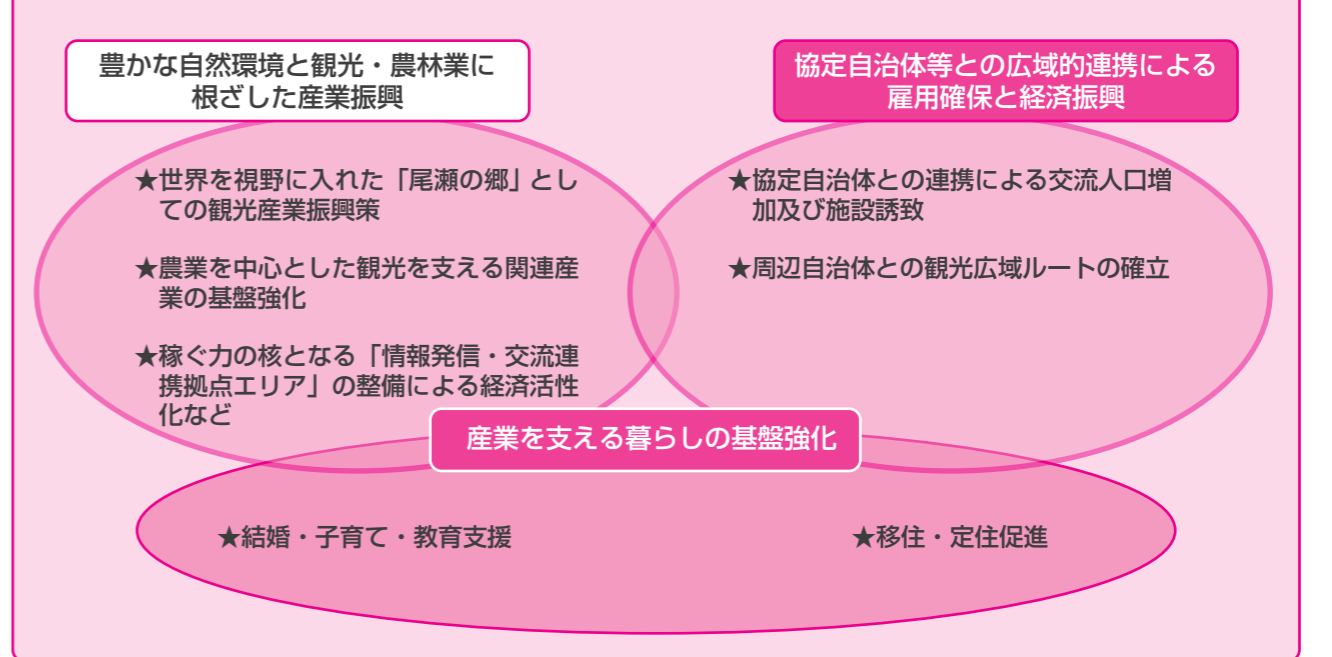 豊かな自然環境と観光・農林業に
根ざした産業振興
★世界を視野に入れた「尾瀬の郷」とし
ての観光産業振興策
★農業を中心とした観光を支える関連産
業の基盤強化
★稼ぐ力の核となる「情報発信・交流連
携拠点エリア」の整備による経済活性
化など
協定自治体等との広域的連携による
雇用確保と経済振興
★協定自治体との連携による交流人口増
加及び施設誘致
★周辺自治体との観光広域ルートの確立
産業を支える暮らしの基盤強化
★結婚・子育て・教育支援
★移住・定住促進